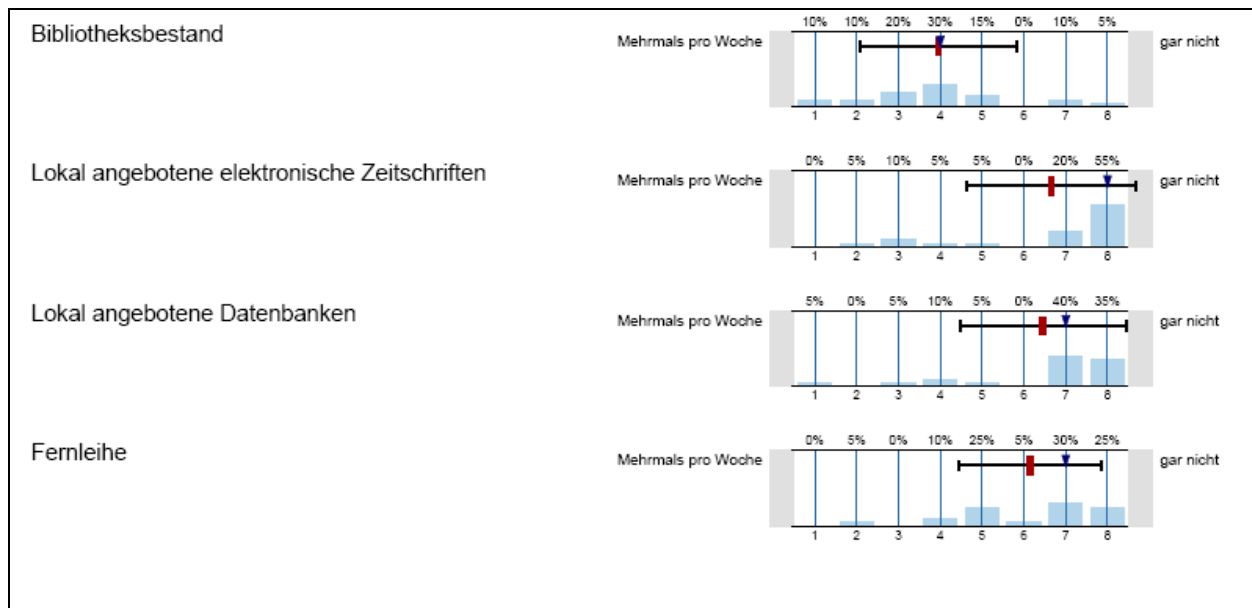 Bibliotheksbestand
10% 10% 20% 30% 15% 0% 10% 5%
Mehrmals pro Woche gar nicht
1 2 3 4 5 6 7 8
Lokal angebotene elektronische Zeitschriften
0% 5% 10% 5% 5% 0% 20% 55%
Mehrmals pro Woche gar nicht
1 2 3 4 5 6 7 8
Lokal angebotene Datenbanken
5% 0% 5% 10% 5% 0% 40% 35%
Mehrmals pro Woche gar nicht
1 2 3 4 5 6 7 8
Fernleihe
0% 5% 0% 10% 25% 5% 30% 25%
Mehrmals pro Woche gar nicht
1 2 3 4 5 6 7 8